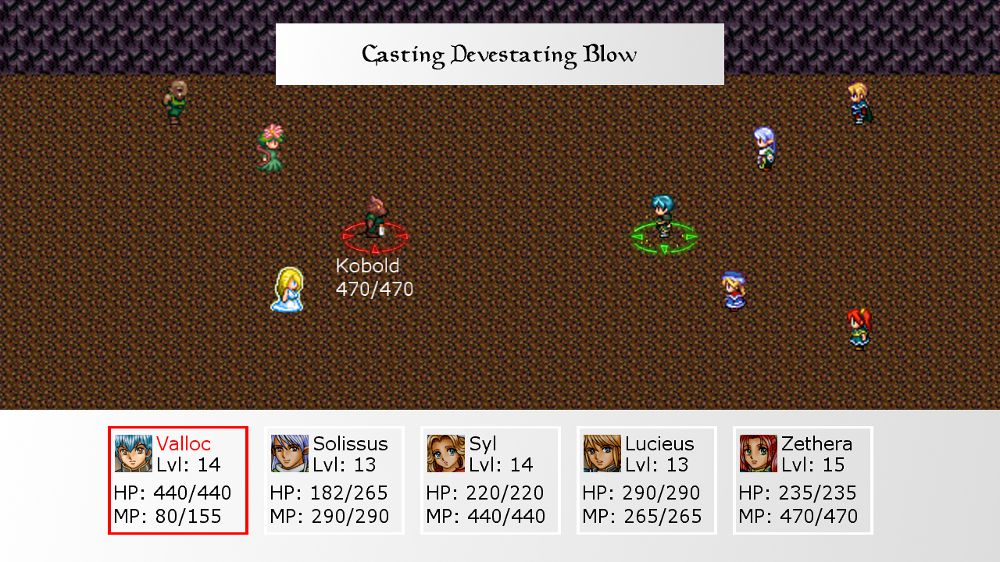 Casting Devestating Blow
Kobold
470/470
Valloc
Lvl: 14
HP: 440/440
MP: 80/155
Solissus
Lvl: 13
HP: 182/265
MP: 290/290
Syl
Lvl: 14
HP: 220/220
MP: 440/440
Lucieus
Lvl: 13
HP: 290/290
MP: 265/265
Zethera
Lvl: 15
HP: 235/235
MP: 470/470